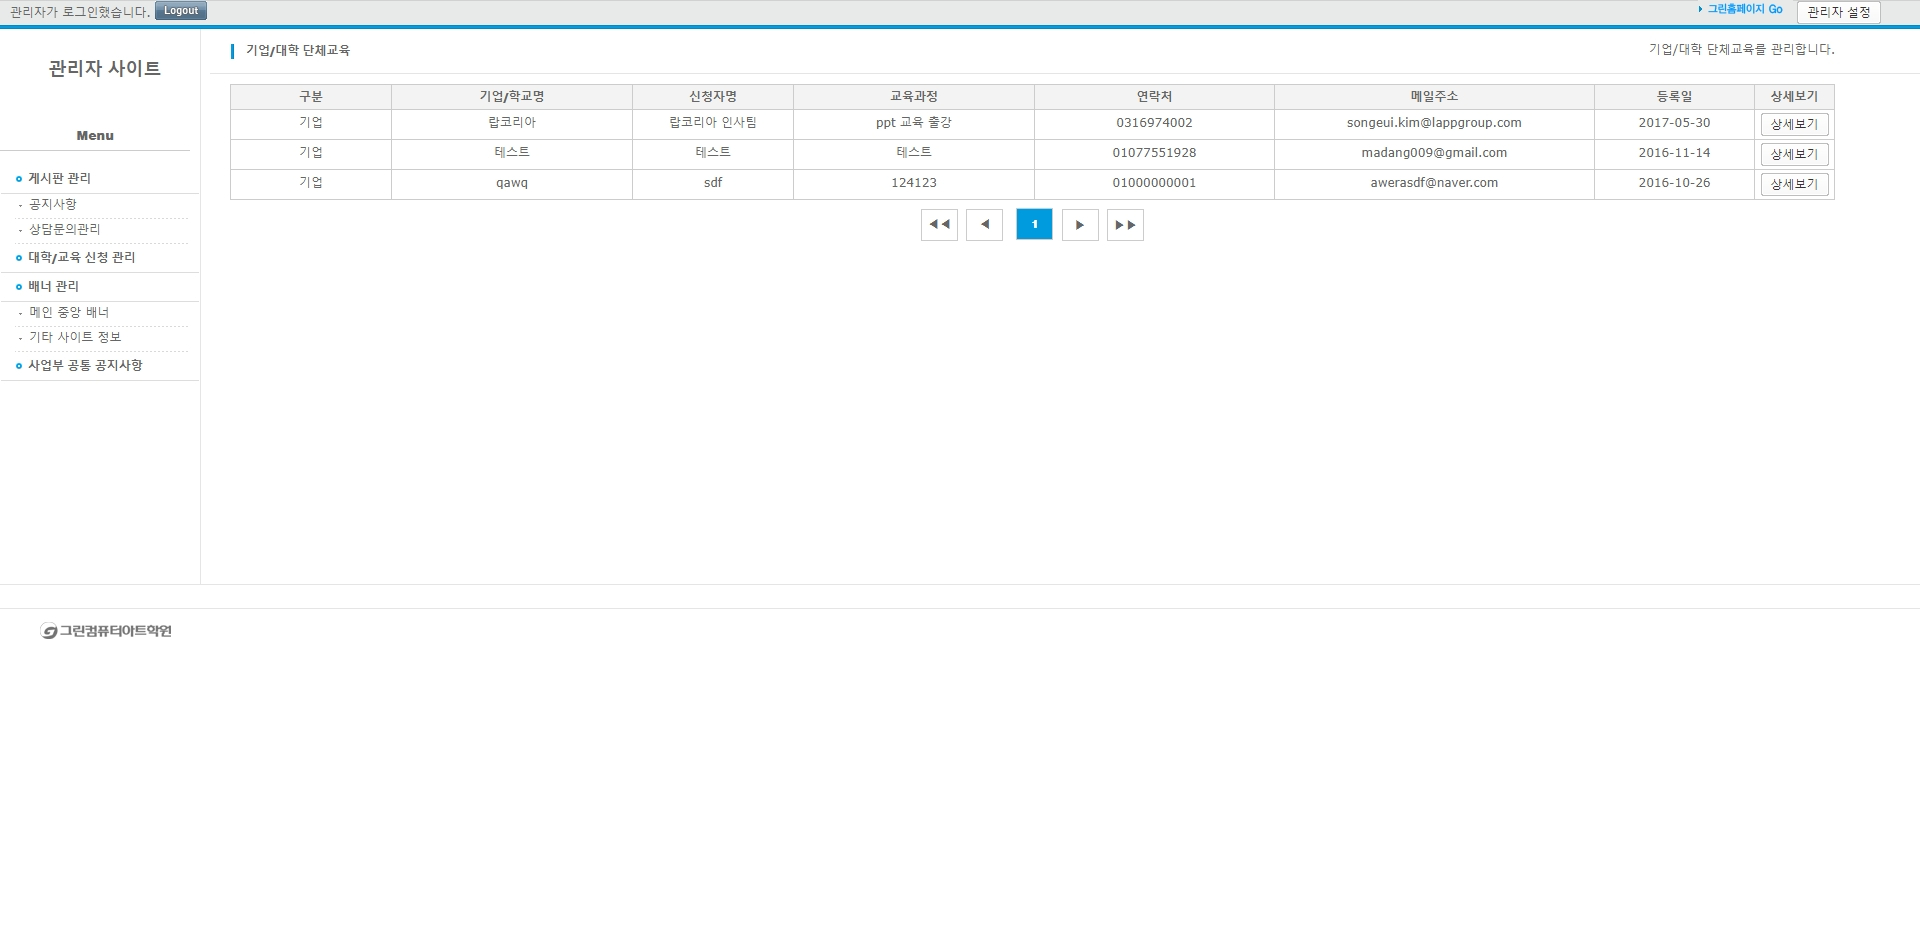 관리자가 로그인했습니다. Logout 그린홈페이지 Go 관리자 설정
관리자 사이트
Menu
게시판 관리
- 공지사항
- 상담문의관리
대학/교육 신청 관리
배너 관리
- 메인 중앙 배너
- 기타 사이트 정보
사업부 공통 공지사항
기업/대학 단체교육 기업/대학 단체교육를 관리합니다.
구분 기업/학교명 신청자명 교육과정 연락처 메일주소 등록일 상세보기
기업 랍코리아 랍코리아 인사팀 ppt 교육 출강 0316974002 songeui.kim@lappgroup.com 2017-05-30 상세보기
기업 테스트 테스트 테스트 01077551928 madang009@gmail.com 2016-11-14 상세보기
기업 qawq sdf 124123 01000000001 awerasdf@naver.com 2016-10-26 상세보기
◀◀ ◀ 1 ▶ ▶▶
그린컴퓨터아트학원